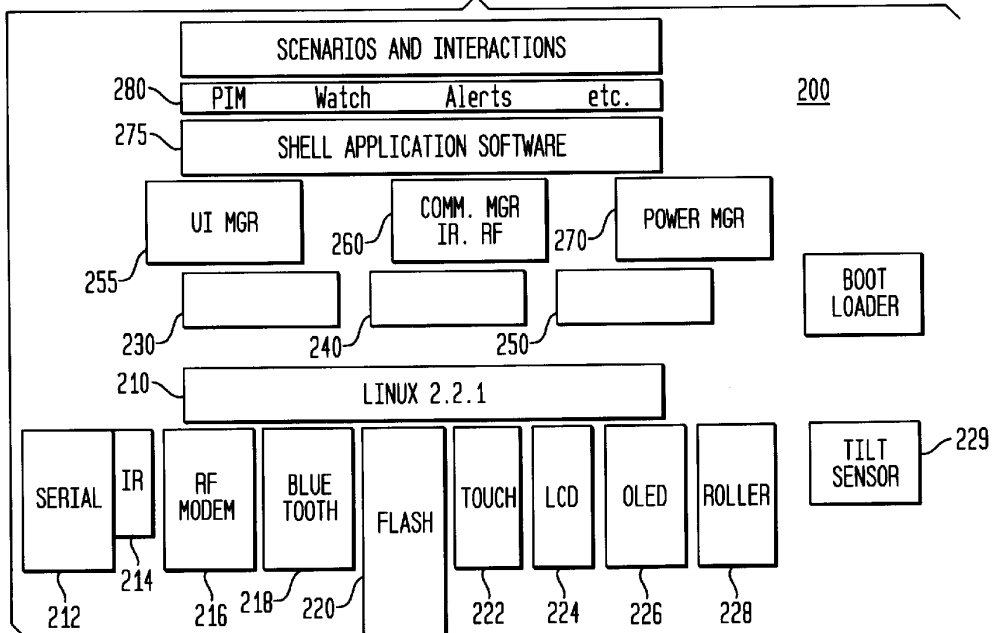 SCENARIOS AND INTERACTIONS
280
PIM Watch Alerts etc.
200
275
SHELL APPLICATION SOFTWARE
UI MGR
COMM. MGR
IR. RF
POWER MGR
260
270
255
BOOT
LOADER
230
240
250
210
LINUX 2.2.1
TILT
SENSOR
229
SERIAL
IR
RF
MODEM
BLUE
TOOTH
FLASH
TOUCH
LCD
OLED
ROLLER
214
212
216
218
220
222
224
226
228